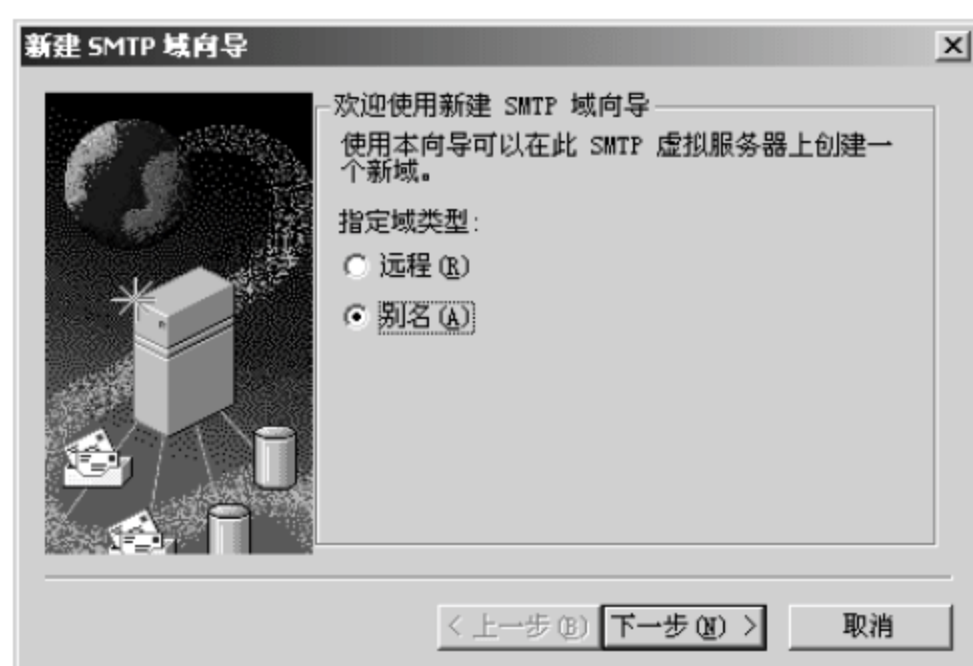 新建 SMTP 域向导
欢迎使用新建 SMTP 域向导
使用本向导可以在此 SMTP 虚拟服务器上创建一
个新域。
指定域类型:
远程(R)
别名(A)
< 上一步(B) 下一步(N) > 取消